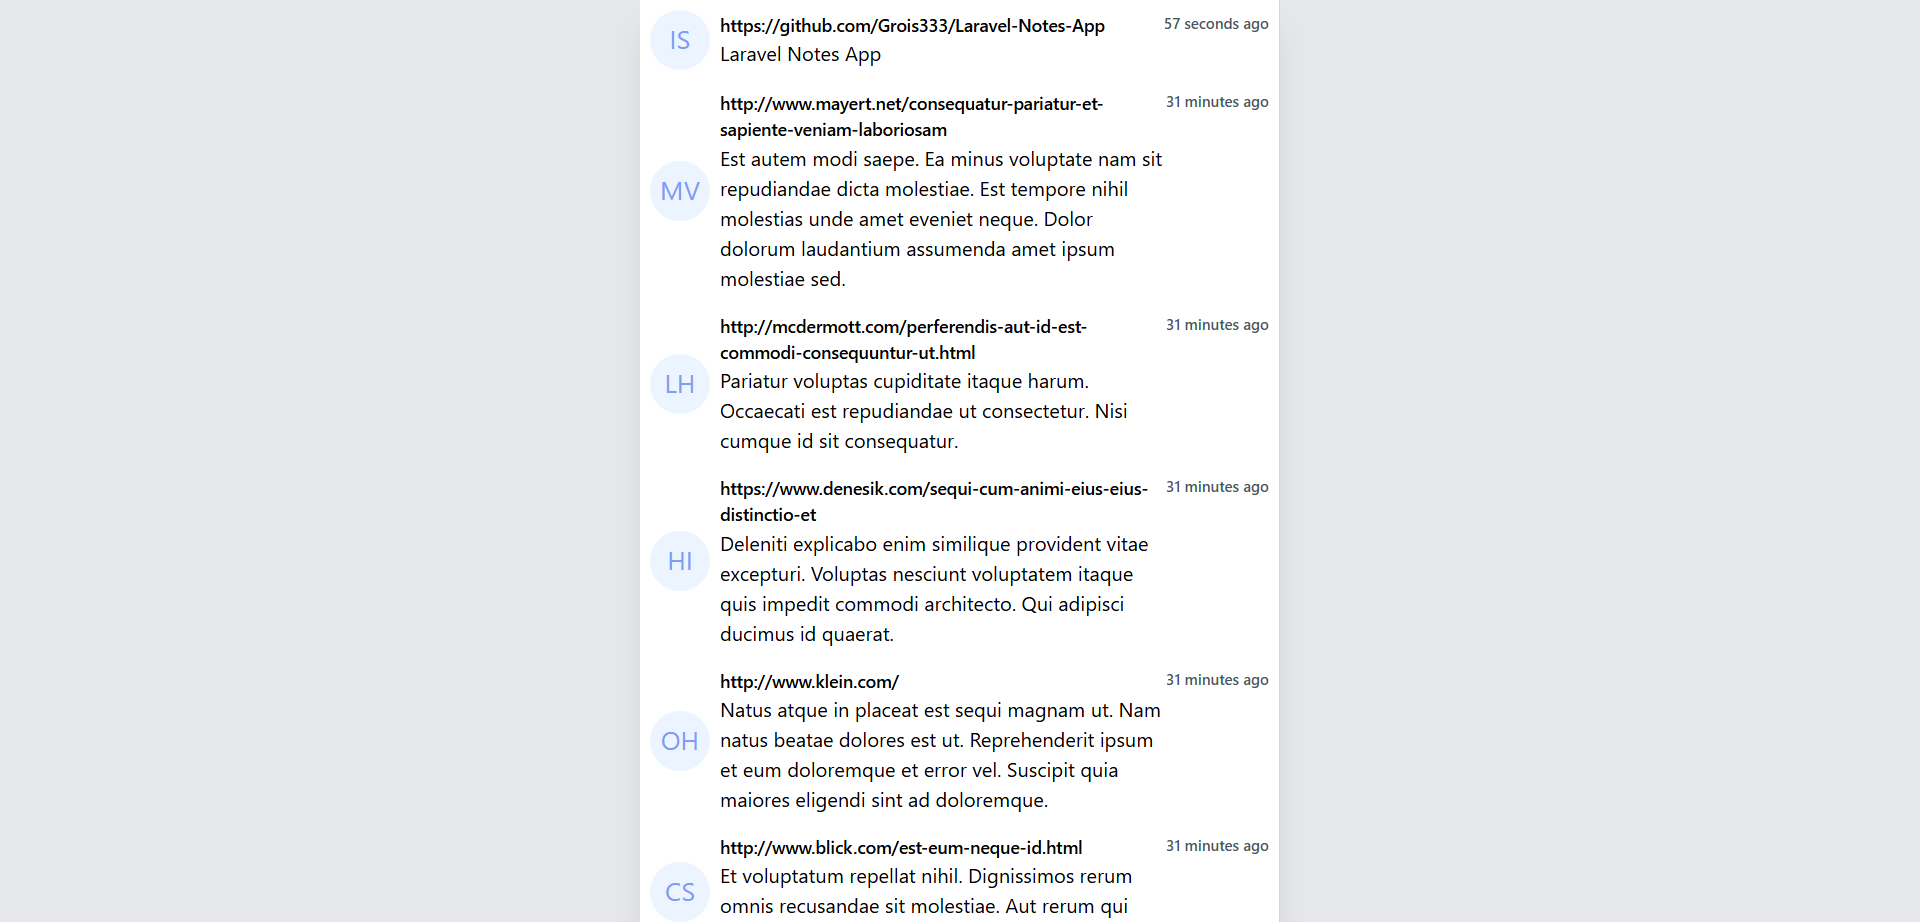 IS
https://github.com/Grois333/Laravel-Notes-App
57 seconds ago
Laravel Notes App
http://www.mayert.net/consequatur-pariatur-et-
31 minutes ago
sapiente-veniam-laboriosam
Est autem modi saepe. Ea minus voluptate nam sit
MV
repudiandae dicta molestiae. Est tempore nihil
molestias unde amet eveniet neque. Dolor
dolorum laudantium assumenda amet ipsum
molestiae sed.
http://mcdermott.com/perferendis-aut-id-est-
31 minutes ago
commodi-consequuntur-ut.html
LH
Pariatur voluptas cupiditate itaque harum.
Occaecati est repudiandae ut consectetur. Nisi
cumque id sit consequatur.
https://www.denesik.com/sequi-cum-animi-eius-eius-
31 minutes ago
distinctio-et
Deleniti explicabo enim similique provident vitae
HI
excepturi. Voluptas nesciunt voluptatem itaque
quis impedit commodi architecto. Qui adipisci
ducimus id quaerat.
http://www.klein.com/
31 minutes ago
Natus atque in placeat est sequi magnam ut. Nam
OH
natus beatae dolores est ut. Reprehenderit ipsum
et eum doloremque et error vel. Suscipit quia
maiores eligendi sint ad doloremque.
http://www.blick.com/est-eum-neque-id.html
31 minutes ago
CS
Et voluptatum repellat nihil. Dignissimos rerum
omnis recusandae sit molestiae. Aut rerum qui